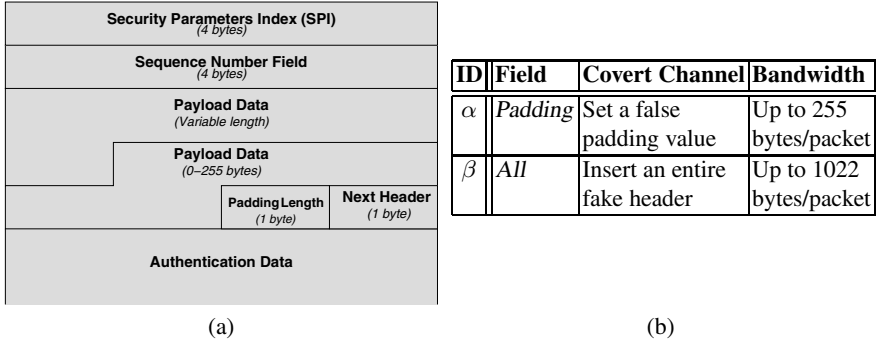 Security Parameters Index (SPI)
(4 bytes)
Sequence Number Field
(4 bytes)
Payload Data
(Variable length)
Payload Data
(0−255 bytes)
Padding Length
(1 byte)
Next Header
(1 byte)
Authentication Data
(a)
ID Field Covert Channel Bandwidth
α Padding Set a false Up to 255
padding value bytes/packet
β All Insert an entire Up to 1022
fake header bytes/packet
(b)